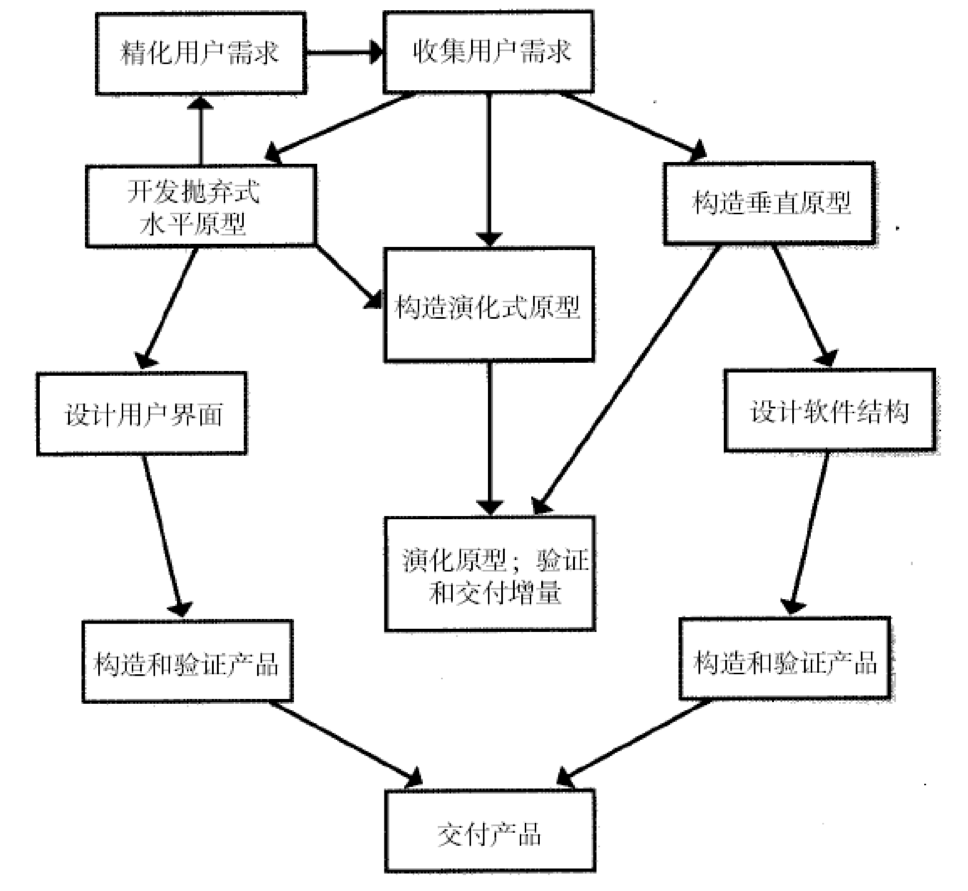 精化用户需求
收集用户需求
开发抛弃式
水平原型
构造垂直原型
构造演化式原型
设计用户界面
设计软件结构
演化原型；验证
和交付增量
构造和验证产品
构造和验证产品
交付产品